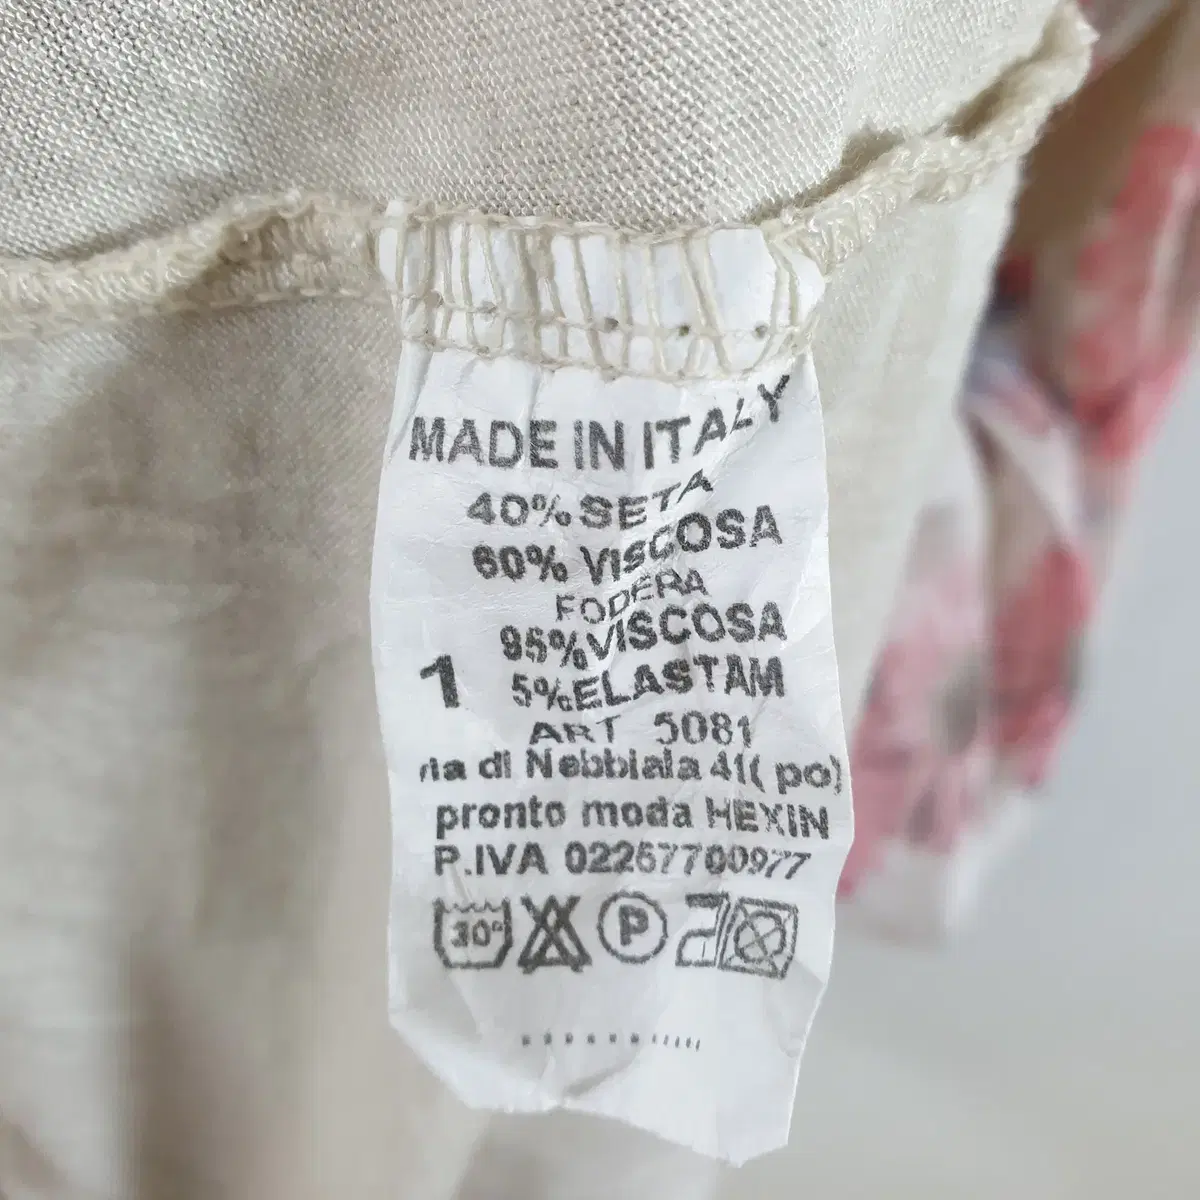 MADE IN ITALY
40% SETA
60% VISCOSA
FODERA
95% VISCOSA
1 5% ELASTAM
ART 5081
via di Nebbiaia 41( po)
pronto moda HEXIN
P.IVA 02267700977
30° P